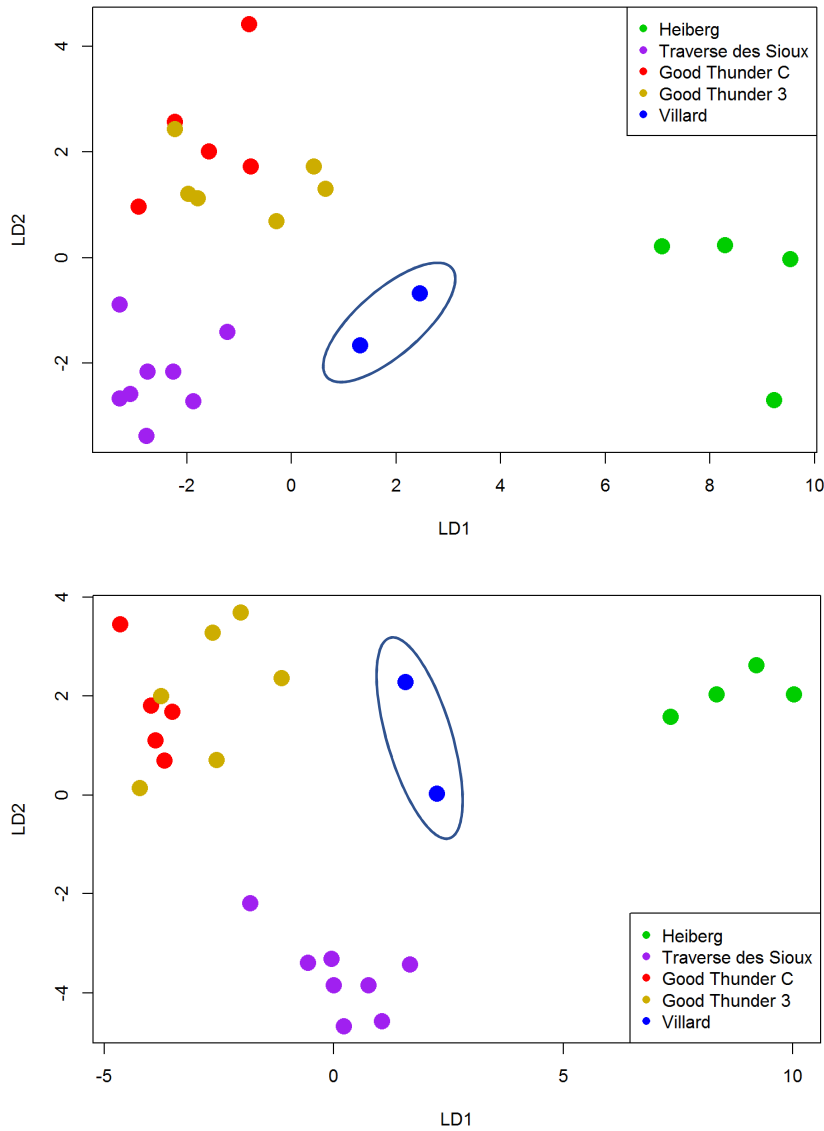 4
2
0
-2
LD2
Heiberg
Traverse des Sioux
Good Thunder C
Good Thunder 3
Villard
-2 0 2 4 6 8 10
LD1
4
2
0
-2
-4
LD2
Heiberg
Traverse des Sioux
Good Thunder C
Good Thunder 3
Villard
-5 0 5 10
LD1